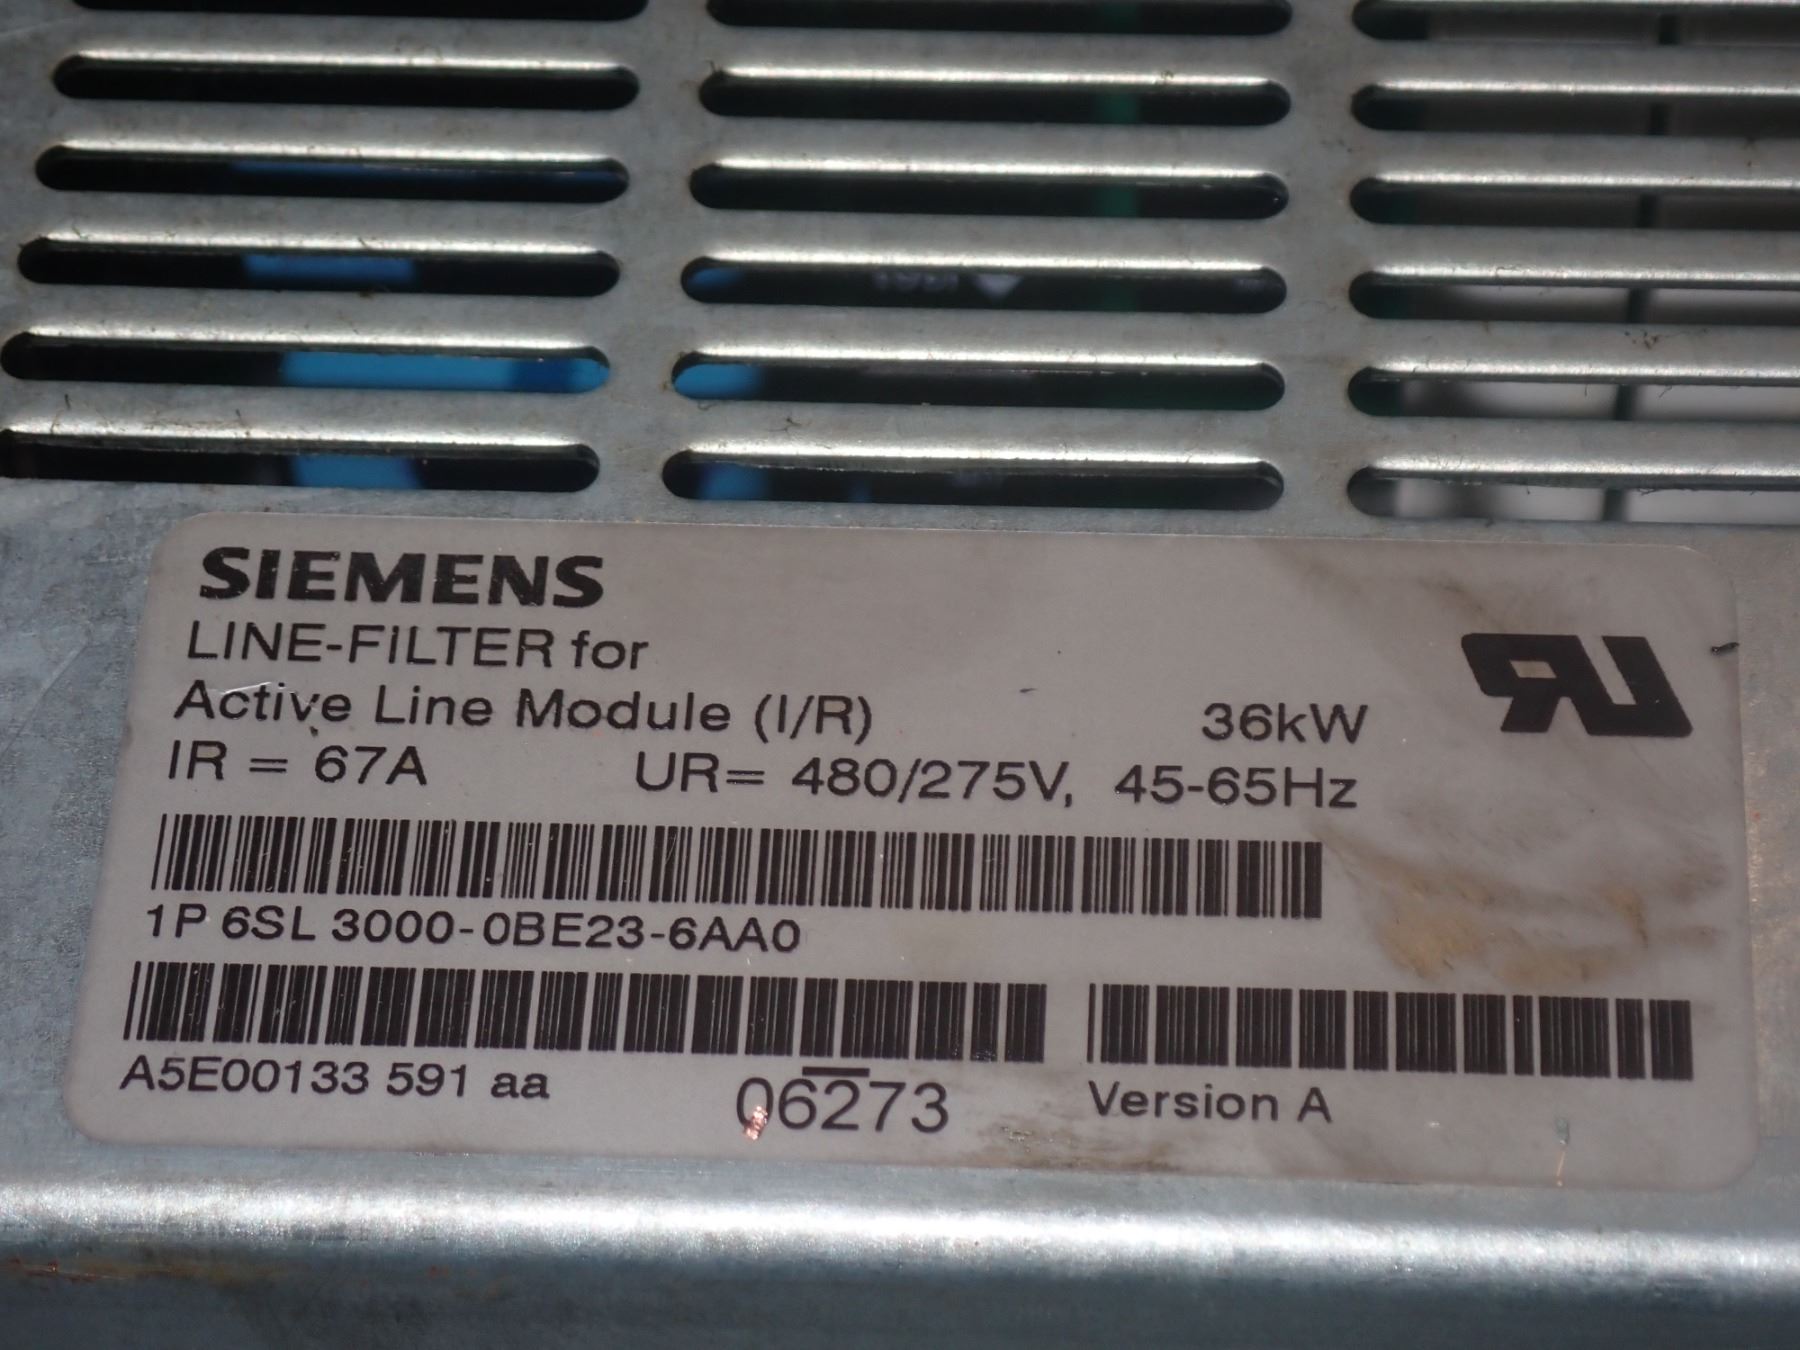 SIEMENS
LINE-FILTER for
Active Line Module (I/R) 36kW
IR = 67A UR= 480/275V, 45-65Hz
1P 6SL 3000-0BE23-6AA0
A5E00133 591 aa 06273 Version A